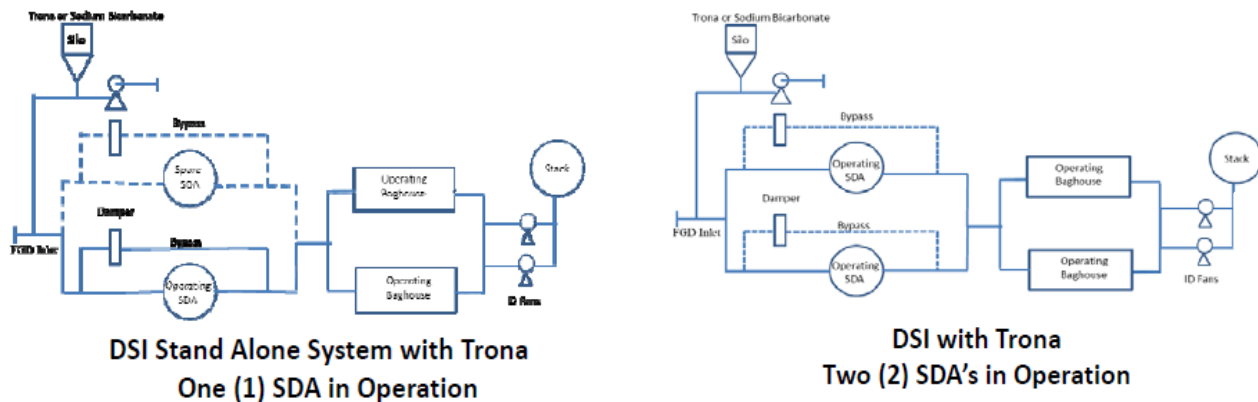 Trona or Sodium Bicarbonate
Silo
Bypass
Spare
SDA
Damper
FGD Inlet
Bypass
Operating
SDA
Operating
Baghouse
Operating
Baghouse
Stack
ID Fans
DSI Stand Alone System with Trona
One (1) SDA in Operation
Trona or Sodium Bicarbonate
Silo
Bypass
Operating
SDA
Damper
FGD Inlet
Bypass
Operating
SDA
Operating
Baghouse
Operating
Baghouse
Stack
ID Fans
DSI with Trona
Two (2) SDA's in Operation